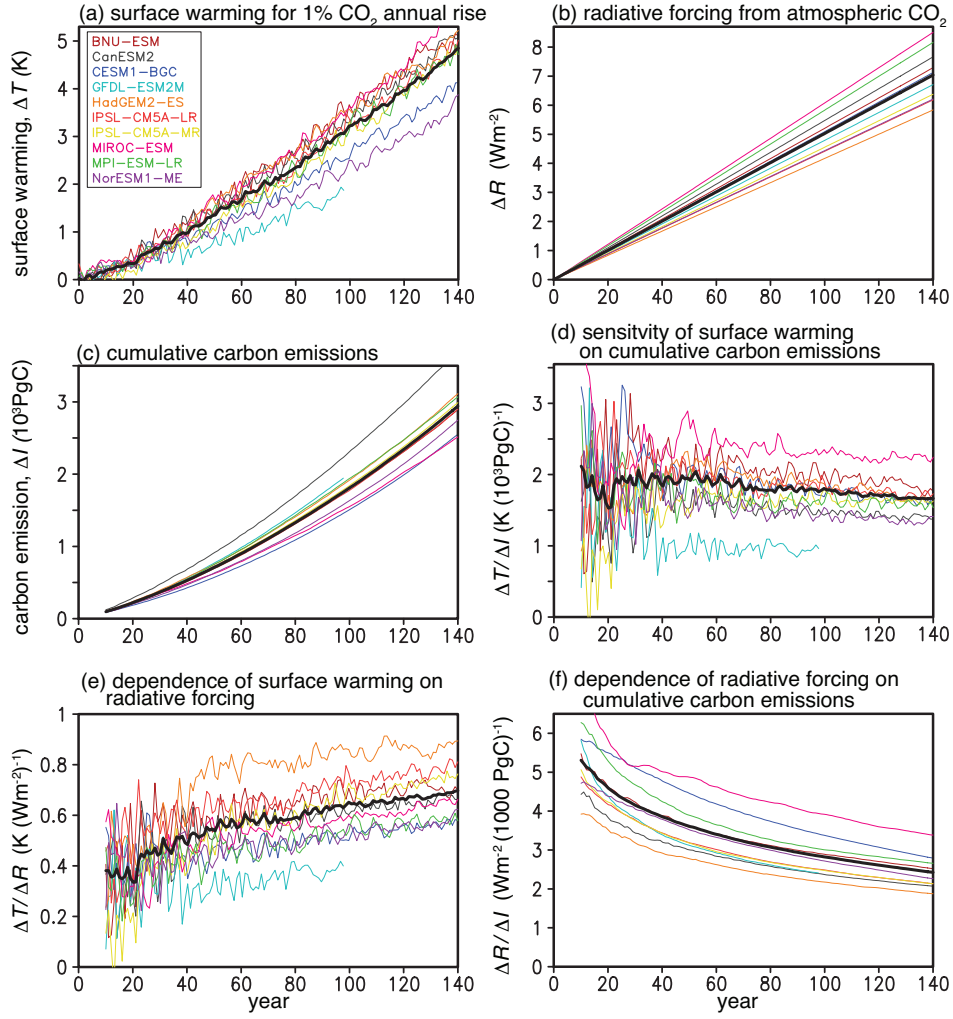 (a) surface warming for 1% CO2 annual rise
surface warming, ΔT (K)
5
4
3
2
1
0
BNU–ESM
CanESM2
CESM1–BGC
GFDL–ESM2M
HadGEM2–ES
IPSL–CM5A–LR
IPSL–CM5A–MR
MIROC–ESM
MPI–ESM–LR
NorESM1–ME
0 20 40 60 80 100 120 140
(b) radiative forcing from atmospheric CO2
ΔR (Wm-2)
8
7
6
5
4
3
2
1
0
0 20 40 60 80 100 120 140
(c) cumulative carbon emissions
carbon emission, ΔI (10³PgC)
3
2
1
0
0 20 40 60 80 100 120 140
(d) sensitvity of surface warming
on cumulative carbon emissions
ΔT/ΔI (K (10³PgC)-1
3
2
1
0
0 20 40 60 80 100 120 140
(e) dependence of surface warming on
radiative forcing
ΔT/ΔR (K (Wm-2)-1)
1
0.8
0.6
0.4
0.2
0
0 20 40 60 80 100 120 140
year
(f) dependence of radiative forcing on
cumulative carbon emissions
ΔR/ΔI (Wm-2 (1000 PgC)-1)
6
5
4
3
2
1
0
0 20 40 60 80 100 120 140
year